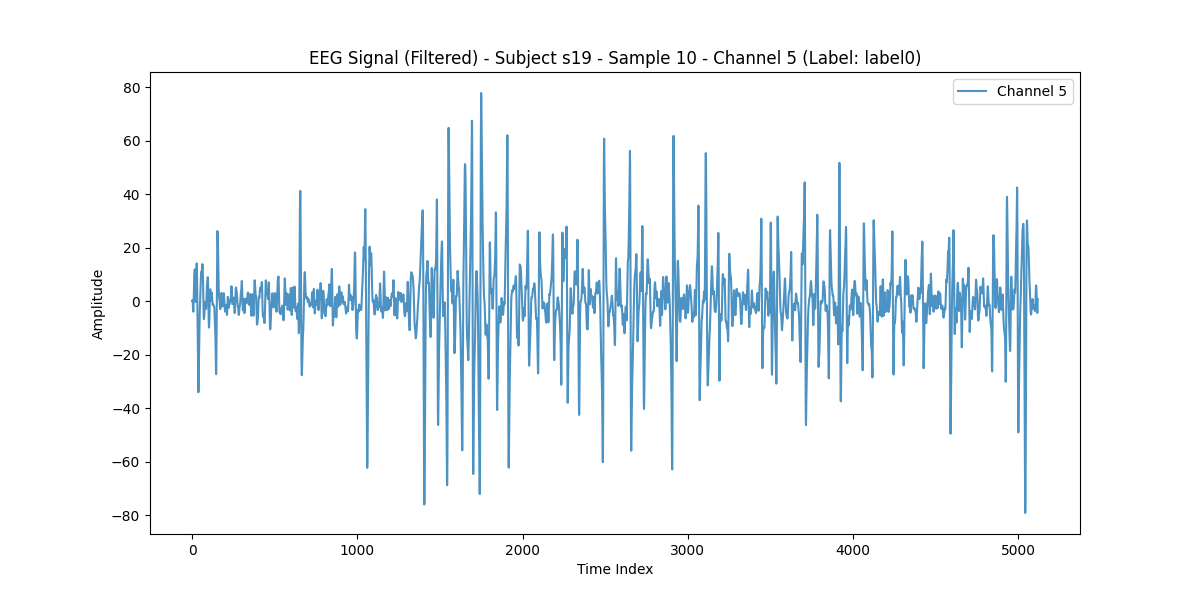 EEG Signal (Filtered) - Subject s19 - Sample 10 - Channel 5 (Label: label0)
Channel 5
80
60
40
20
0
−20
−40
−60
−80
Amplitude
0 1000 2000 3000 4000 5000
Time Index